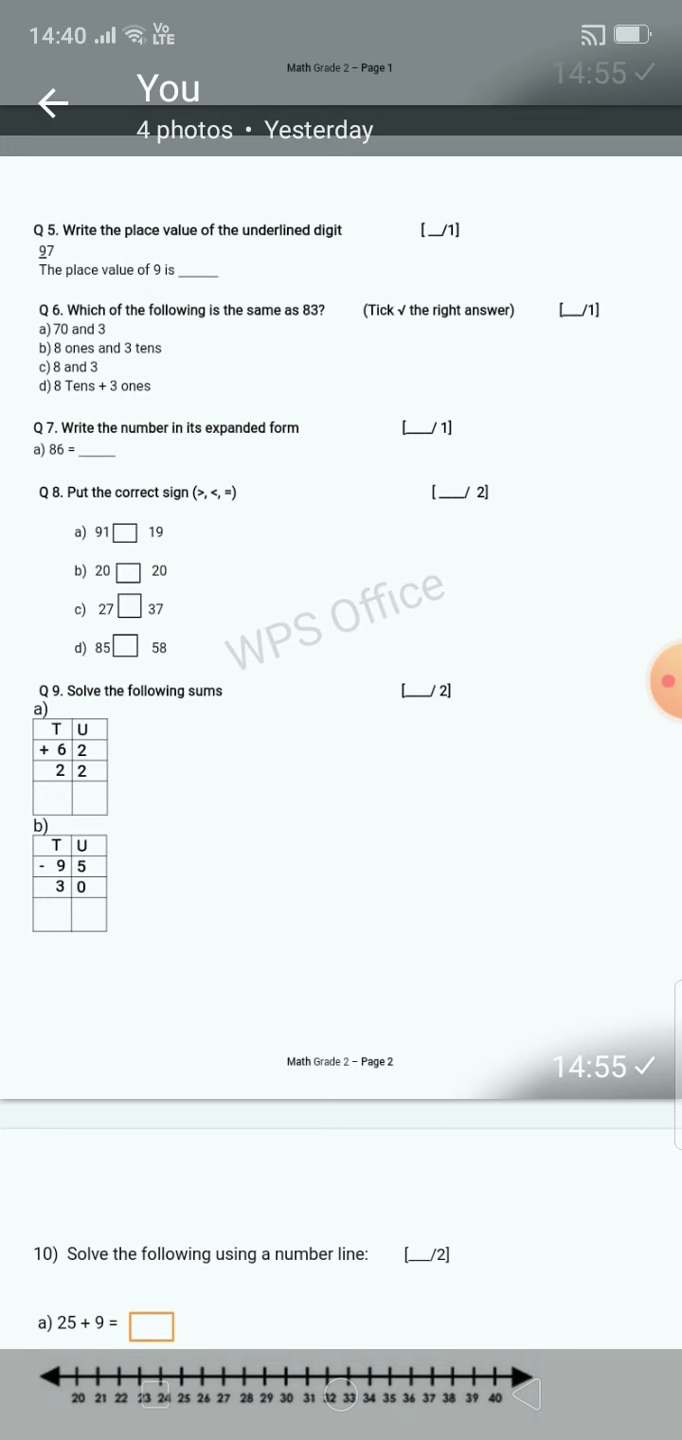 14:40 Vo LTE
Math Grade 2 – Page 1
14:55
You
4 photos • Yesterday
Q 5. Write the place value of the underlined digit [ __/1]
97
The place value of 9 is _____
Q 6. Which of the following is the same as 83? (Tick √ the right answer) [___/1]
a) 70 and 3
b) 8 ones and 3 tens
c) 8 and 3
d) 8 Tens + 3 ones
Q 7. Write the number in its expanded form [____/ 1]
a) 86 = _____
Q 8. Put the correct sign (>, <, =) [ ____/ 2]
a) 91 □ 19
b) 20 □ 20
c) 27 □ 37
d) 85 □ 58
WPS Office
Q 9. Solve the following sums [____/ 2]
a)
T U
+ 6 2
2 2
b)
T U
- 9 5
3 0
Math Grade 2 – Page 2
14:55
10) Solve the following using a number line: [___/2]
a) 25 + 9 = □
20 21 22 23 24 25 26 27 28 29 30 31 32 33 34 35 36 37 38 39 40